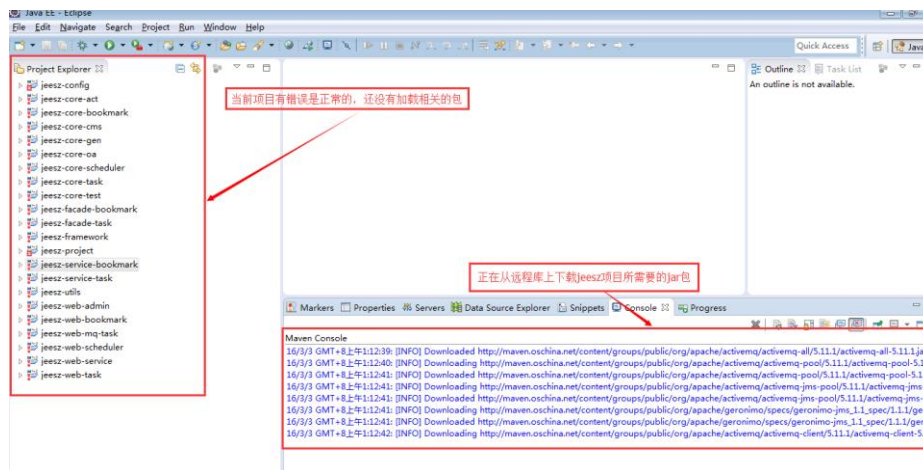 Java EE - Eclipse
File Edit Navigate Search Project Run Window Help
Quick Access
Java
Project Explorer
jeesz-config
jeesz-core-act
jeesz-core-bookmark
jeesz-core-cms
jeesz-core-gen
jeesz-core-oa
jeesz-core-scheduler
jeesz-core-task
jeesz-core-test
jeesz-facade-bookmark
jeesz-facade-task
jeesz-framework
jeesz-project
jeesz-service-bookmark
jeesz-service-task
jeesz-utils
jeesz-web-admin
jeesz-web-bookmark
jeesz-web-mq-task
jeesz-web-scheduler
jeesz-web-service
jeesz-web-task
当前项目有错误是正常的，还没有加载相关的包
Outline Task List
An outline is not available.
正在从远程库上下载jeesz项目所需要的jar包
Markers Properties Servers Data Source Explorer Snippets Console Progress
Maven Console
16/3/3 GMT+8上午1:12:39: [INFO] Downloaded http://maven.oschina.net/content/groups/public/org/apache/activemq/activemq-all/5.11.1/activemq-all-5.11.1.ja
16/3/3 GMT+8上午1:12:40: [INFO] Downloading http://maven.oschina.net/content/groups/public/org/apache/activemq/activemq-pool/5.11.1/activemq-pool-5.1
16/3/3 GMT+8上午1:12:41: [INFO] Downloaded http://maven.oschina.net/content/groups/public/org/apache/activemq/activemq-pool/5.11.1/activemq-pool-5.1
16/3/3 GMT+8上午1:12:41: [INFO] Downloading http://maven.oschina.net/content/groups/public/org/apache/activemq/activemq-jms-pool/5.11.1/activemq-jms
16/3/3 GMT+8上午1:12:41: [INFO] Downloaded http://maven.oschina.net/content/groups/public/org/apache/activemq/activemq-jms-pool/5.11.1/activemq-jms-
16/3/3 GMT+8上午1:12:41: [INFO] Downloading http://maven.oschina.net/content/groups/public/org/apache/geronimo/specs/geronimo-jms_1.1_spec/1.1.1/ger
16/3/3 GMT+8上午1:12:41: [INFO] Downloaded http://maven.oschina.net/content/groups/public/org/apache/geronimo/specs/geronimo-jms_1.1_spec/1.1.1/ger
16/3/3 GMT+8上午1:12:42: [INFO] Downloading http://maven.oschina.net/content/groups/public/org/apache/activemq/activemq-client/5.11.1/activemq-client-5.